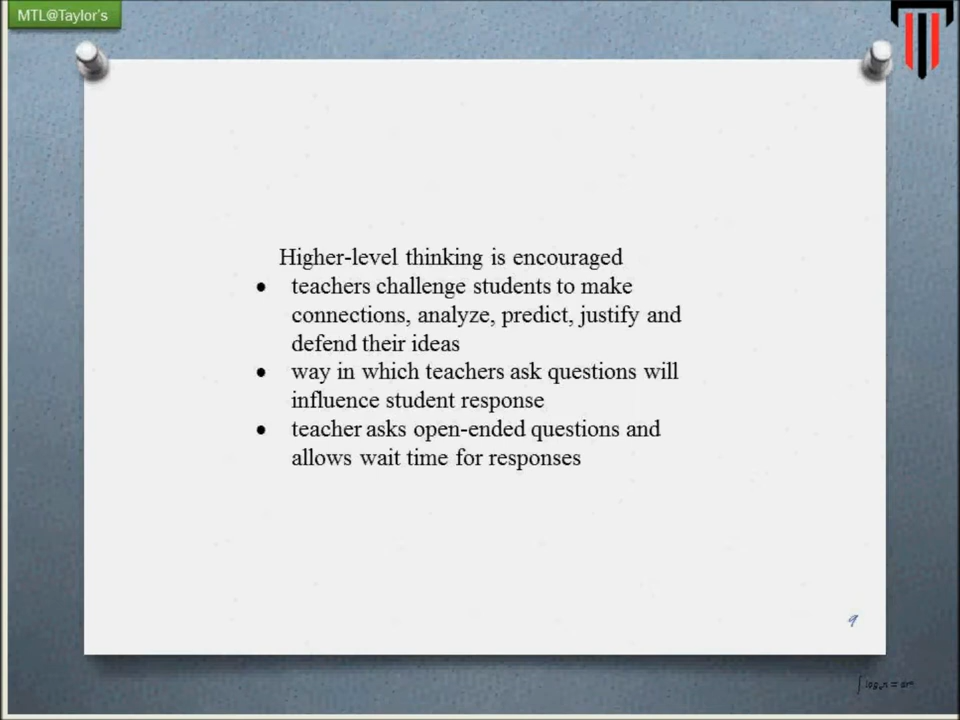 MTL@Taylor's
Higher-level thinking is encouraged
• teachers challenge students to make
connections, analyze, predict, justify and
defend their ideas
• way in which teachers ask questions will
influence student response
• teacher asks open-ended questions and
allows wait time for responses
9